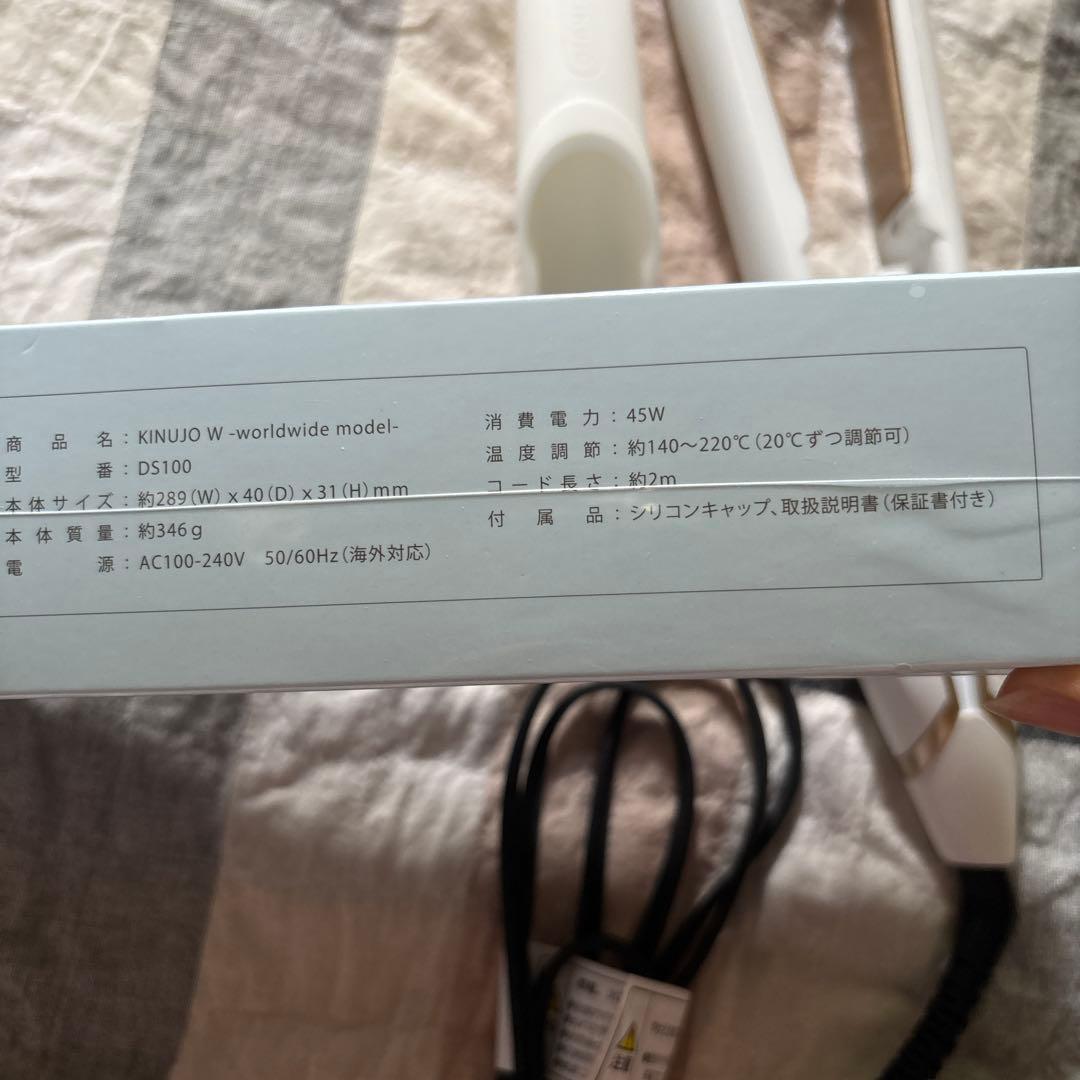 商品名：KINUJO W -worldwide model-
型番：DS100
本体サイズ：約289(W) x 40(D) x 31(H)mm
本体質量：約346g
電源：AC100-240V 50/60Hz(海外対応)
消費電力：45W
温度調節：約140～220℃(20℃ずつ調節可)
コード長さ：約2m
付属品：シリコンキャップ、取扱説明書(保証書付き)